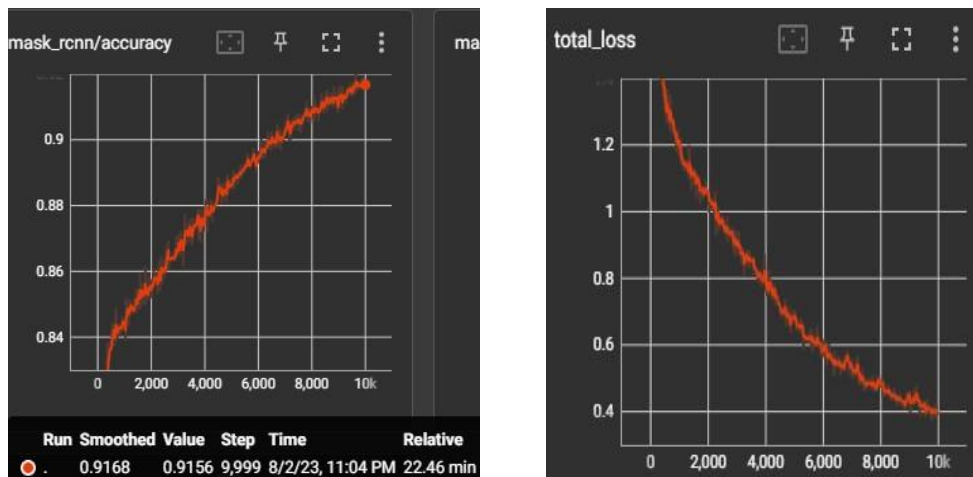 mask_rcnn/accuracy
ma
0.9
0.88
0.86
0.84
0 2,000 4,000 6,000 8,000 10k
Run Smoothed Value Step Time Relative
. 0.9168 0.9156 9,999 8/2/23, 11:04 PM 22.46 min
total_loss
1.2
1
0.8
0.6
0.4
0 2,000 4,000 6,000 8,000 10k